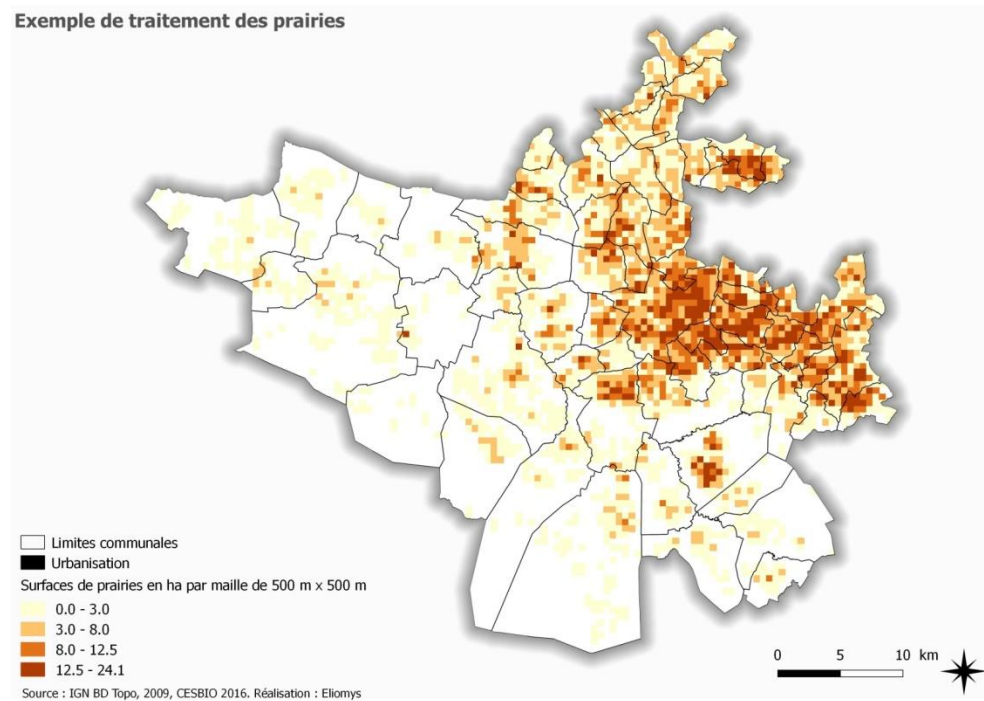 Exemple de traitement des prairies
Limites communales
Urbanisation
Surfaces de prairies en ha par maille de 500 m x 500 m
0.0 - 3.0
3.0 - 8.0
8.0 - 12.5
12.5 - 24.1
0 5 10 km
Source : IGN BD Topo, 2009, CESBIO 2016. Réalisation : Eliomys